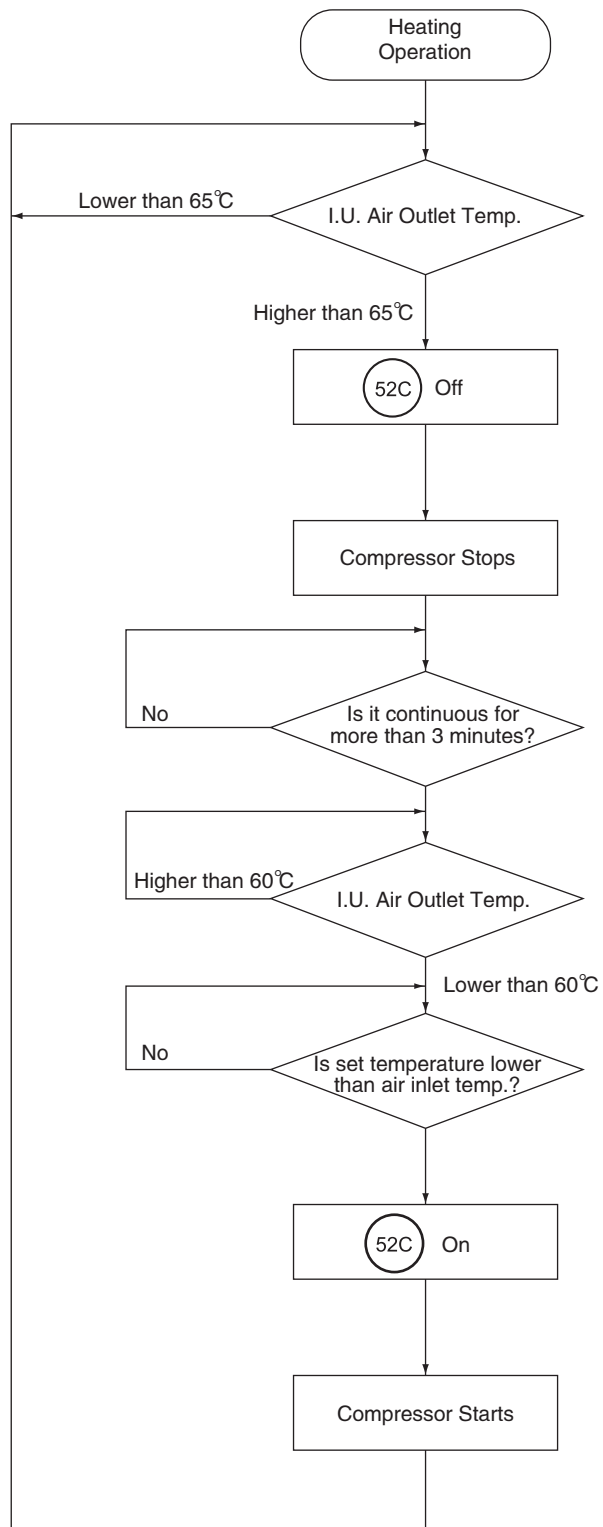 Heating
Operation
Lower than 65°C
I.U. Air Outlet Temp.
Higher than 65°C
52C Off
Compressor Stops
No
Is it continuous for
more than 3 minutes?
Higher than 60°C
I.U. Air Outlet Temp.
Lower than 60°C
No
Is set temperature lower
than air inlet temp.?
52C On
Compressor Starts